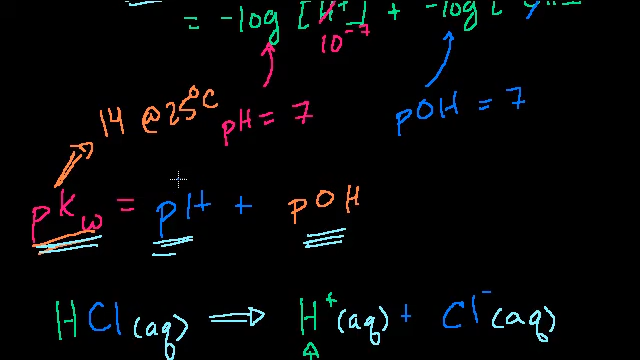 = -log [H⁺] + -log [
10⁻⁷
14 @ 25°C
pH = 7
pOH = 7
pKw = pH + pOH
HCl (aq) ⟹ H⁺ (aq) + Cl⁻ (aq)